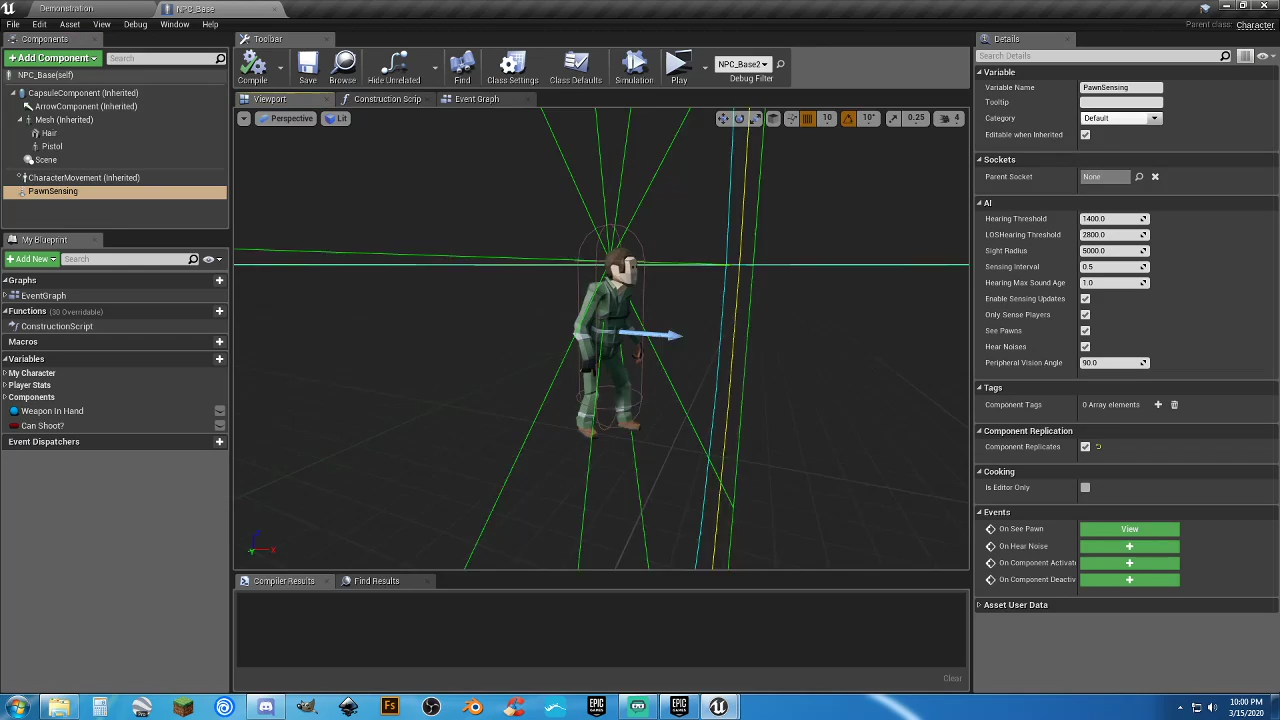 Demonstration
NPC_Base
File Edit Asset View Debug Window Help
Parent class: Character
Components
Add Component
Search
NPC_Base(self)
CapsuleComponent (Inherited)
ArrowComponent (Inherited)
Mesh (Inherited)
Hair
Pistol
Scene
CharacterMovement (Inherited)
PawnSensing
My Blueprint
Add New
Search
Graphs
EventGraph
Functions (30 Overridable)
ConstructionScript
Macros
Variables
My Character
Player Stats
Components
Weapon In Hand
Can Shoot?
Event Dispatchers
Toolbar
Compile
Save
Browse
Hide Unrelated
Find
Class Settings
Class Defaults
Simulation
Play
NPC_Base2
Debug Filter
Viewport
Construction Scrip
Event Graph
Perspective
Lit
10
10°
0.25
4
X
Compiler Results
Find Results
Clear
Details
Search Details
Variable
Variable Name PawnSensing
Tooltip
Category Default
Editable when Inherited
Sockets
Parent Socket None
AI
Hearing Threshold 1400.0
LOSHearing Threshold 2800.0
Sight Radius 5000.0
Sensing Interval 0.5
Hearing Max Sound Age 1.0
Enable Sensing Updates
Only Sense Players
See Pawns
Hear Noises
Peripheral Vision Angle 90.0
Tags
Component Tags 0 Array elements
Component Replication
Component Replicates
Cooking
Is Editor Only
Events
On See Pawn View
On Hear Noise
On Component Activat
On Component Deactiv
Asset User Data
Pro
Fs
EPIC GAMES
EPIC GAMES
10:00 PM
3/15/2020